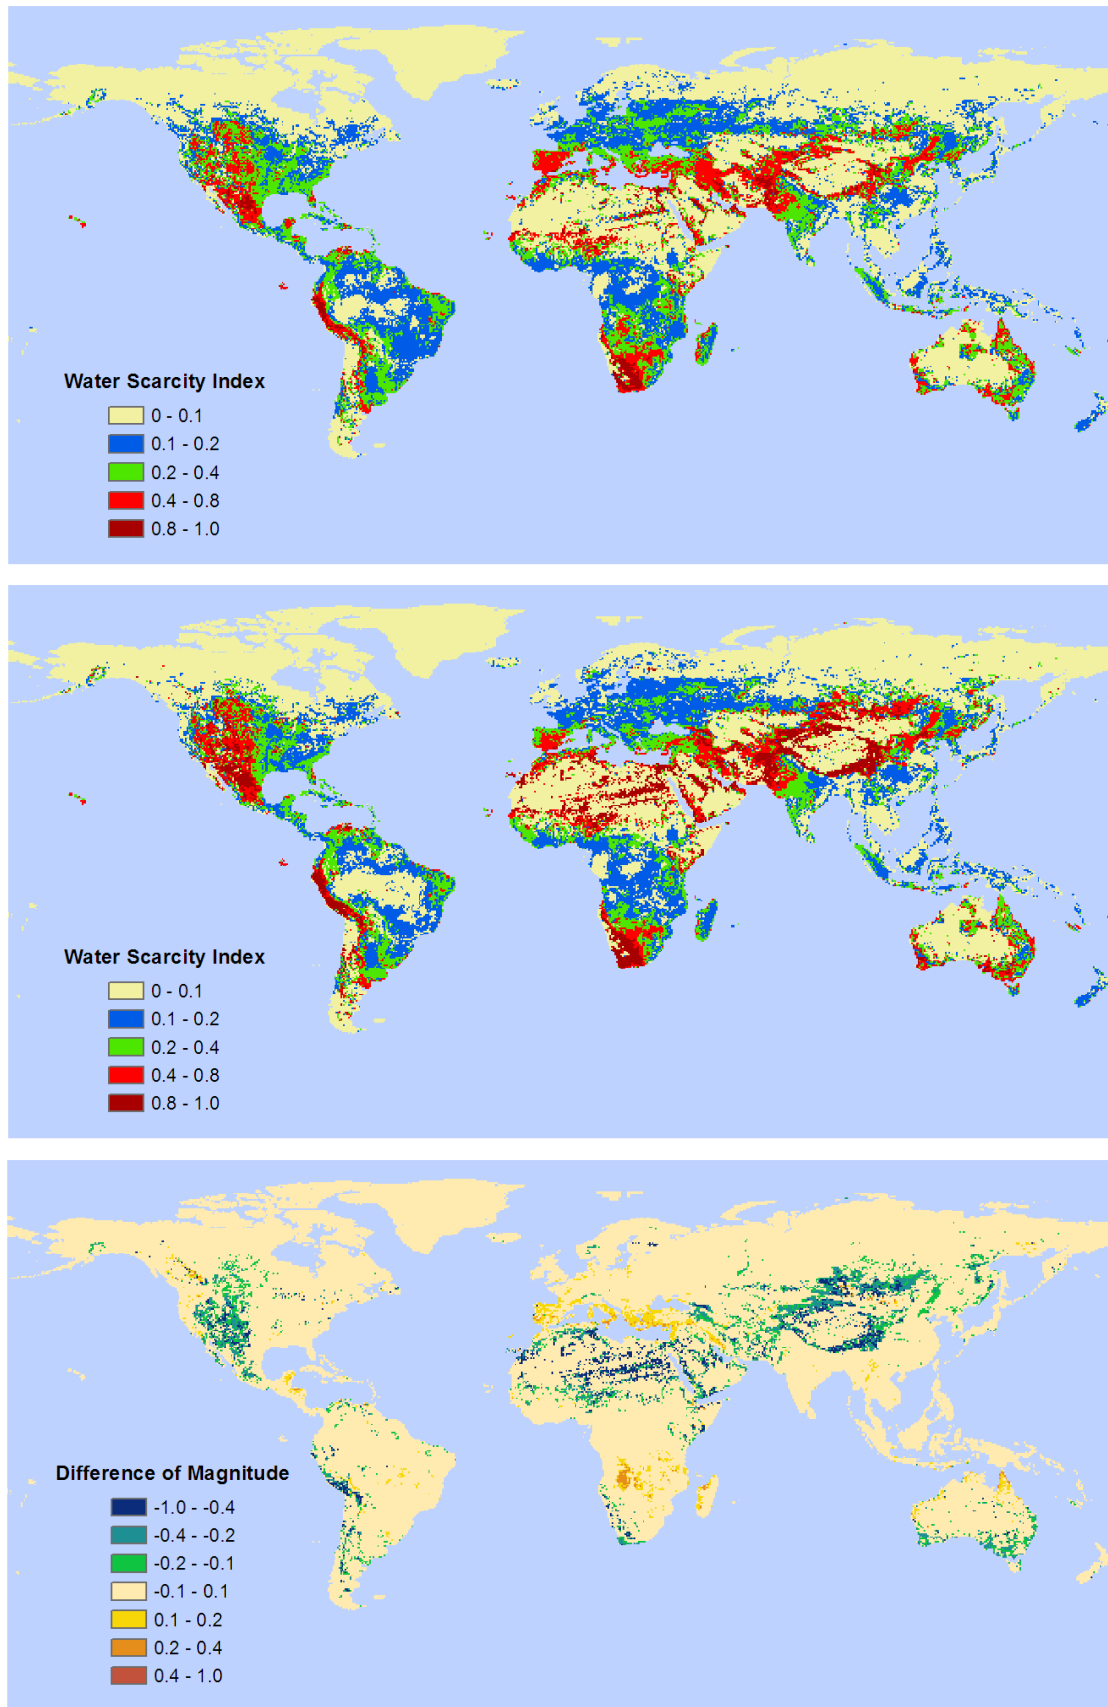 Water Scarcity Index
0 - 0.1
0.1 - 0.2
0.2 - 0.4
0.4 - 0.8
0.8 - 1.0
Water Scarcity Index
0 - 0.1
0.1 - 0.2
0.2 - 0.4
0.4 - 0.8
0.8 - 1.0
Difference of Magnitude
-1.0 - -0.4
-0.4 - -0.2
-0.2 - -0.1
-0.1 - 0.1
0.1 - 0.2
0.2 - 0.4
0.4 - 1.0